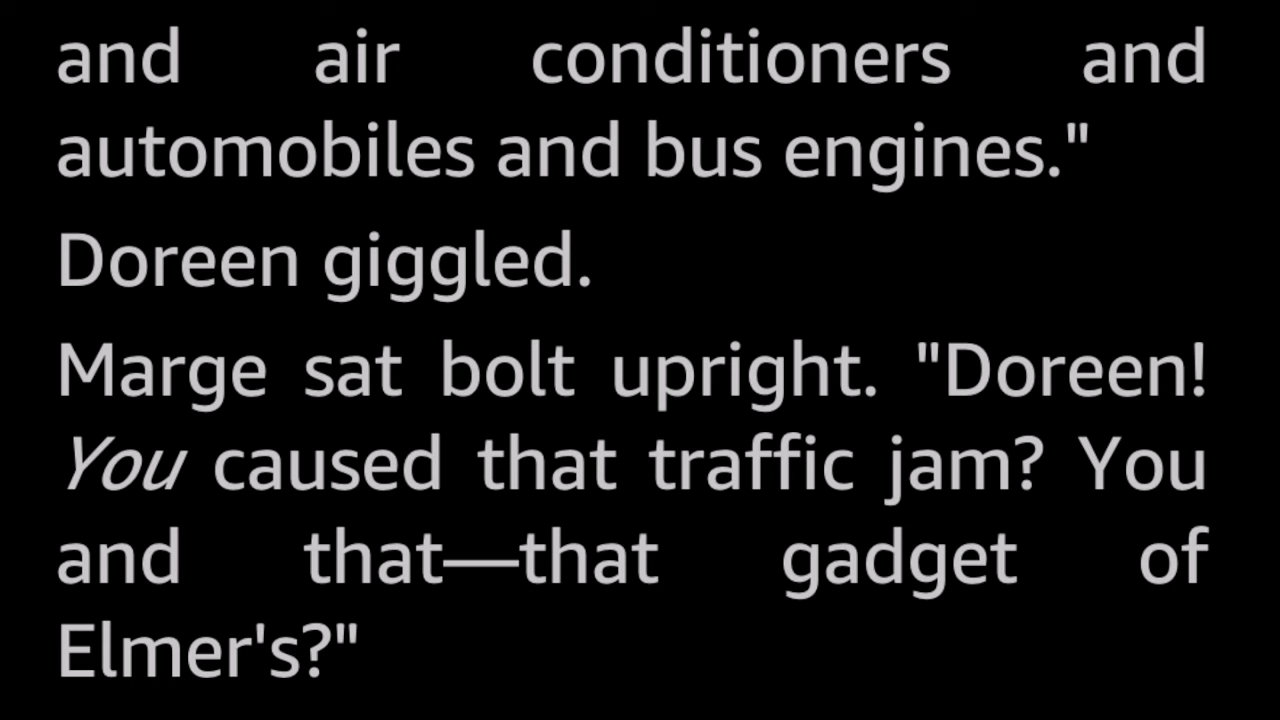 and air conditioners and
automobiles and bus engines."
Doreen giggled.
Marge sat bolt upright. "Doreen!
You caused that traffic jam? You
and that—that gadget of
Elmer's?"